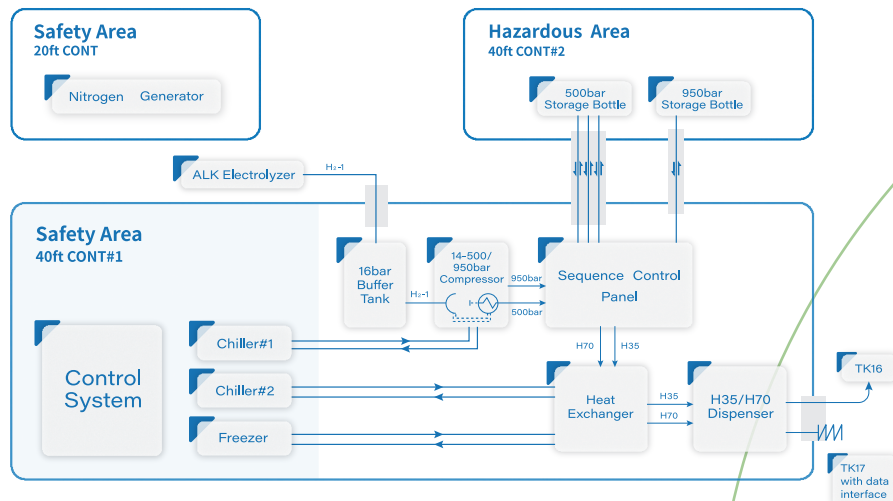 Safety Area
20ft CONT
Nitrogen Generator
Hazardous Area
40ft CONT#2
500bar
Storage Bottle
950bar
Storage Bottle
ALK Electrolyzer
H₂-1
Safety Area
40ft CONT#1
16bar
Buffer
Tank
H₂-1
14-500/
950bar
Compressor
950bar
500bar
Sequence Control
Panel
H70
H35
Control
System
Chiller#1
Chiller#2
Freezer
Heat
Exchanger
H35
H70
H35/H70
Dispenser
TK16
TK17
with data
interface